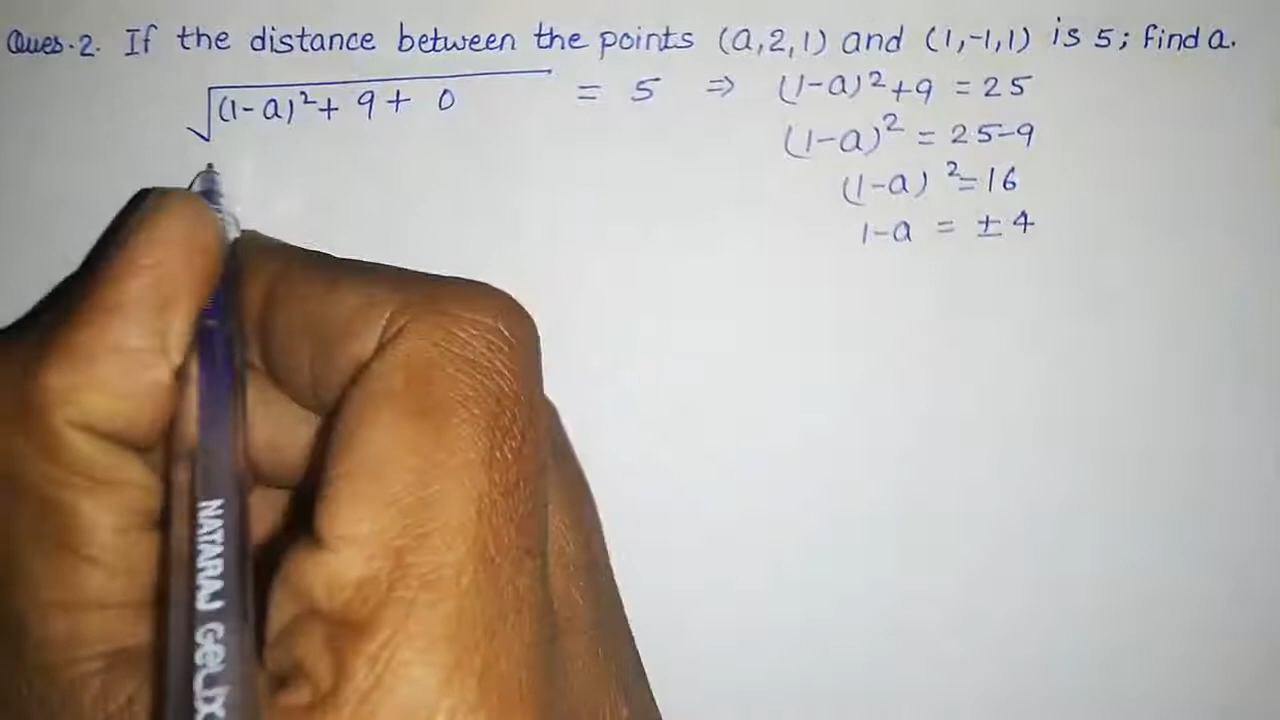 Ques.2. If the distance between the points (a,2,1) and (1,-1,1) is 5; find a.
√(1-a)²+ 9+ 0 = 5 ⇒ (1-a)²+9 = 25
(1-a)² = 25-9
(1-a)²=16
1-a = ±4
NATARAJ GELIX